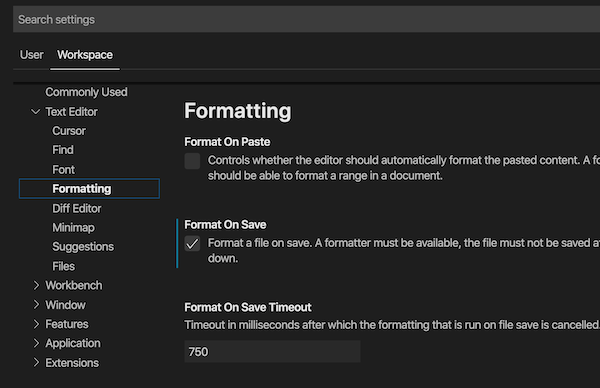 Search settings
User Workspace
Commonly Used
Text Editor
Cursor
Find
Font
Formatting
Diff Editor
Minimap
Suggestions
Files
Workbench
Window
Features
Application
Extensions
Formatting
Format On Paste
Controls whether the editor should automatically format the pasted content. A fo
should be able to format a range in a document.
Format On Save
Format a file on save. A formatter must be available, the file must not be saved af
down.
Format On Save Timeout
Timeout in milliseconds after which the formatting that is run on file save is cancelled.
750